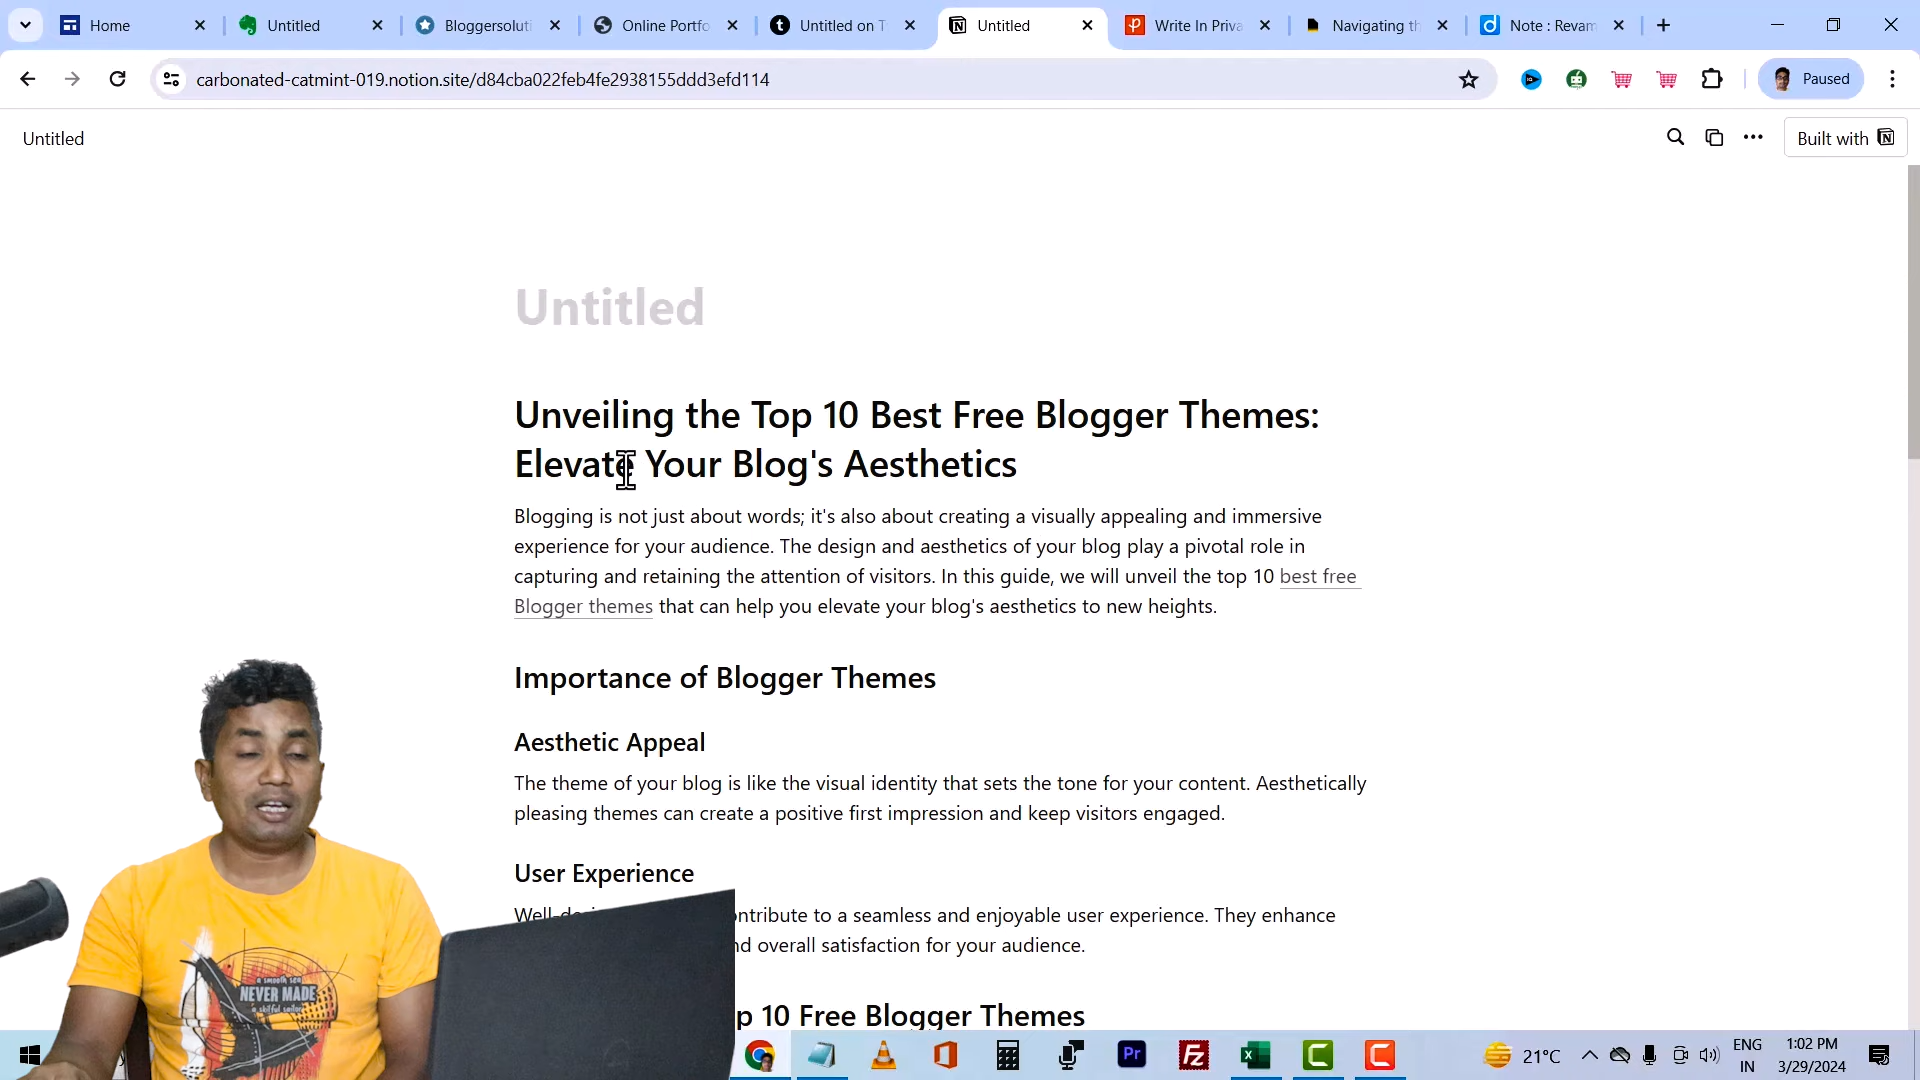 Home
Untitled
Bloggersoluti
Online Portfo
Untitled on T
Untitled
Write In Priva
Navigating th
Note : Revam
carbonated-catmint-019.notion.site/d84cba022feb4fe2938155ddd3efd114
Paused
Untitled
Built with
Untitled
Unveiling the Top 10 Best Free Blogger Themes:
Elevate Your Blog's Aesthetics
Blogging is not just about words; it's also about creating a visually appealing and immersive
experience for your audience. The design and aesthetics of your blog play a pivotal role in
capturing and retaining the attention of visitors. In this guide, we will unveil the top 10 best free
Blogger themes that can help you elevate your blog's aesthetics to new heights.
Importance of Blogger Themes
Aesthetic Appeal
The theme of your blog is like the visual identity that sets the tone for your content. Aesthetically
pleasing themes can create a positive first impression and keep visitors engaged.
User Experience
contribute to a seamless and enjoyable user experience. They enhance
overall satisfaction for your audience.
10 Free Blogger Themes
a smooth sea
NEVER MADE
a skilful sailor
21°C
ENG
IN
1:02 PM
3/29/2024